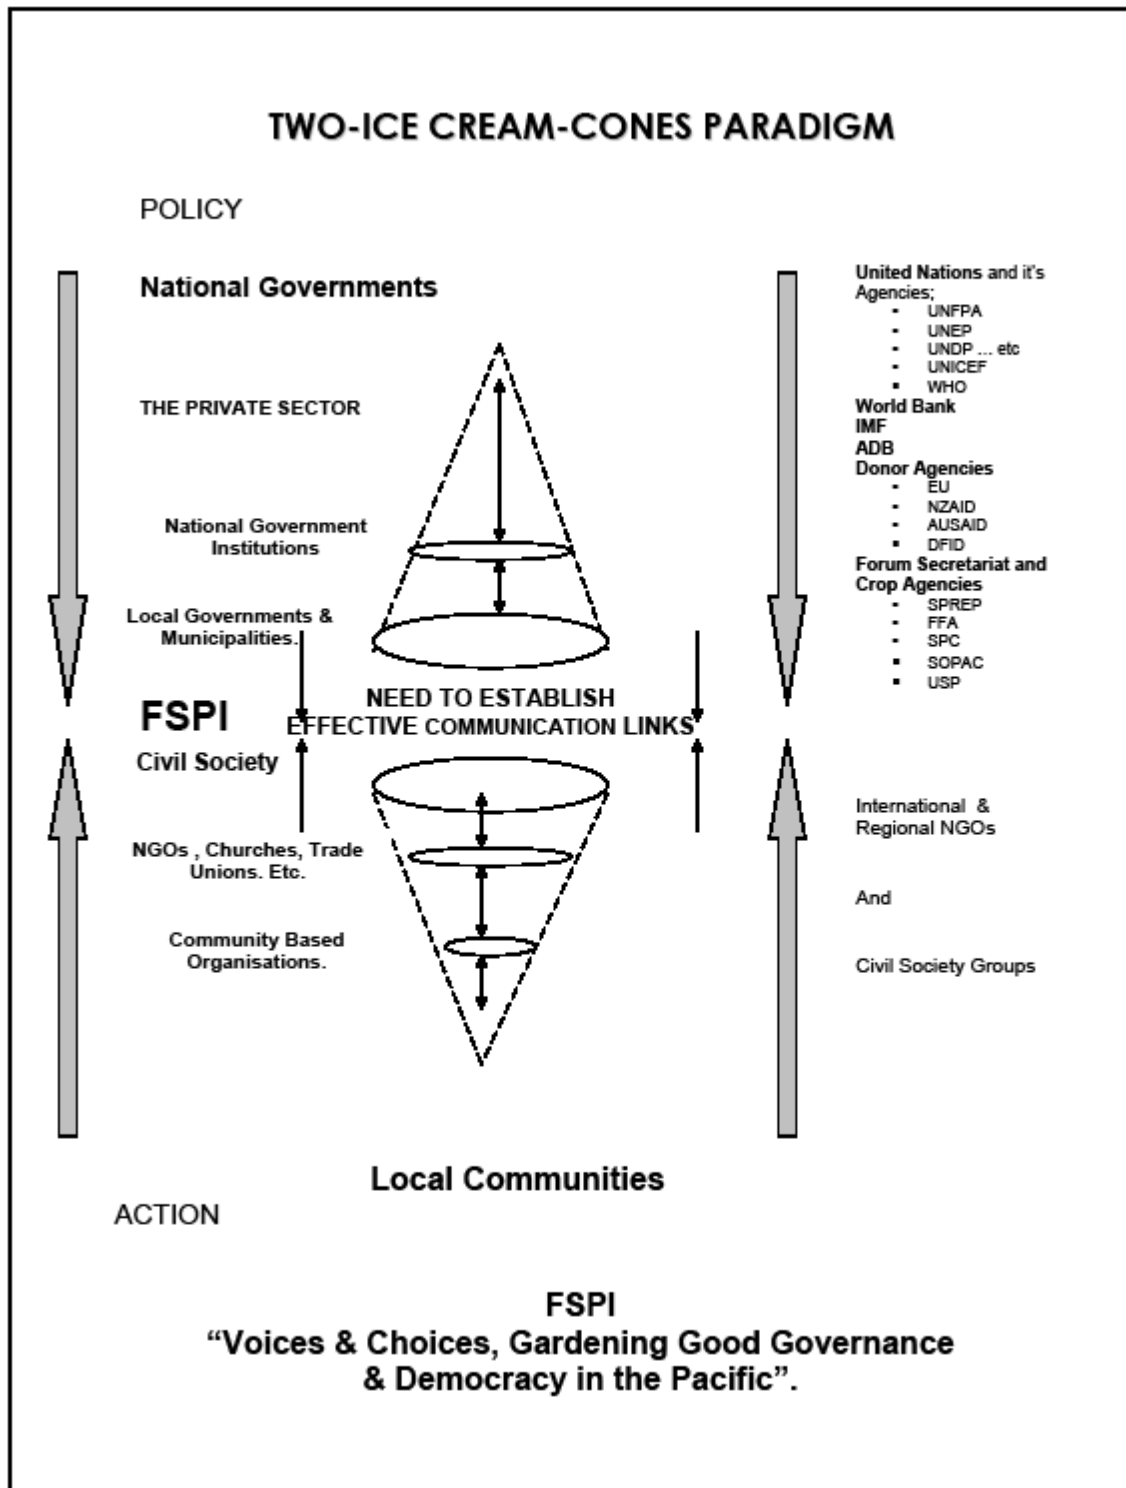 TWO-ICE CREAM-CONES PARADIGM
POLICY
National Governments
THE PRIVATE SECTOR
National Government
Institutions
Local Governments &
Municipalities.
FSPI
Civil Society
NEED TO ESTABLISH
EFFECTIVE COMMUNICATION LINKS
NGOs , Churches, Trade
Unions. Etc.
Community Based
Organisations.
United Nations and it's
Agencies;
▪ UNFPA
▪ UNEP
▪ UNDP ... etc
▪ UNICEF
▪ WHO
World Bank
IMF
ADB
Donor Agencies
▪ EU
▪ NZAID
▪ AUSAID
▪ DFID
Forum Secretariat and
Crop Agencies
▪ SPREP
▪ FFA
▪ SPC
▪ SOPAC
▪ USP
International &
Regional NGOs
And
Civil Society Groups
Local Communities
ACTION
FSPI
“Voices & Choices, Gardening Good Governance
& Democracy in the Pacific”.